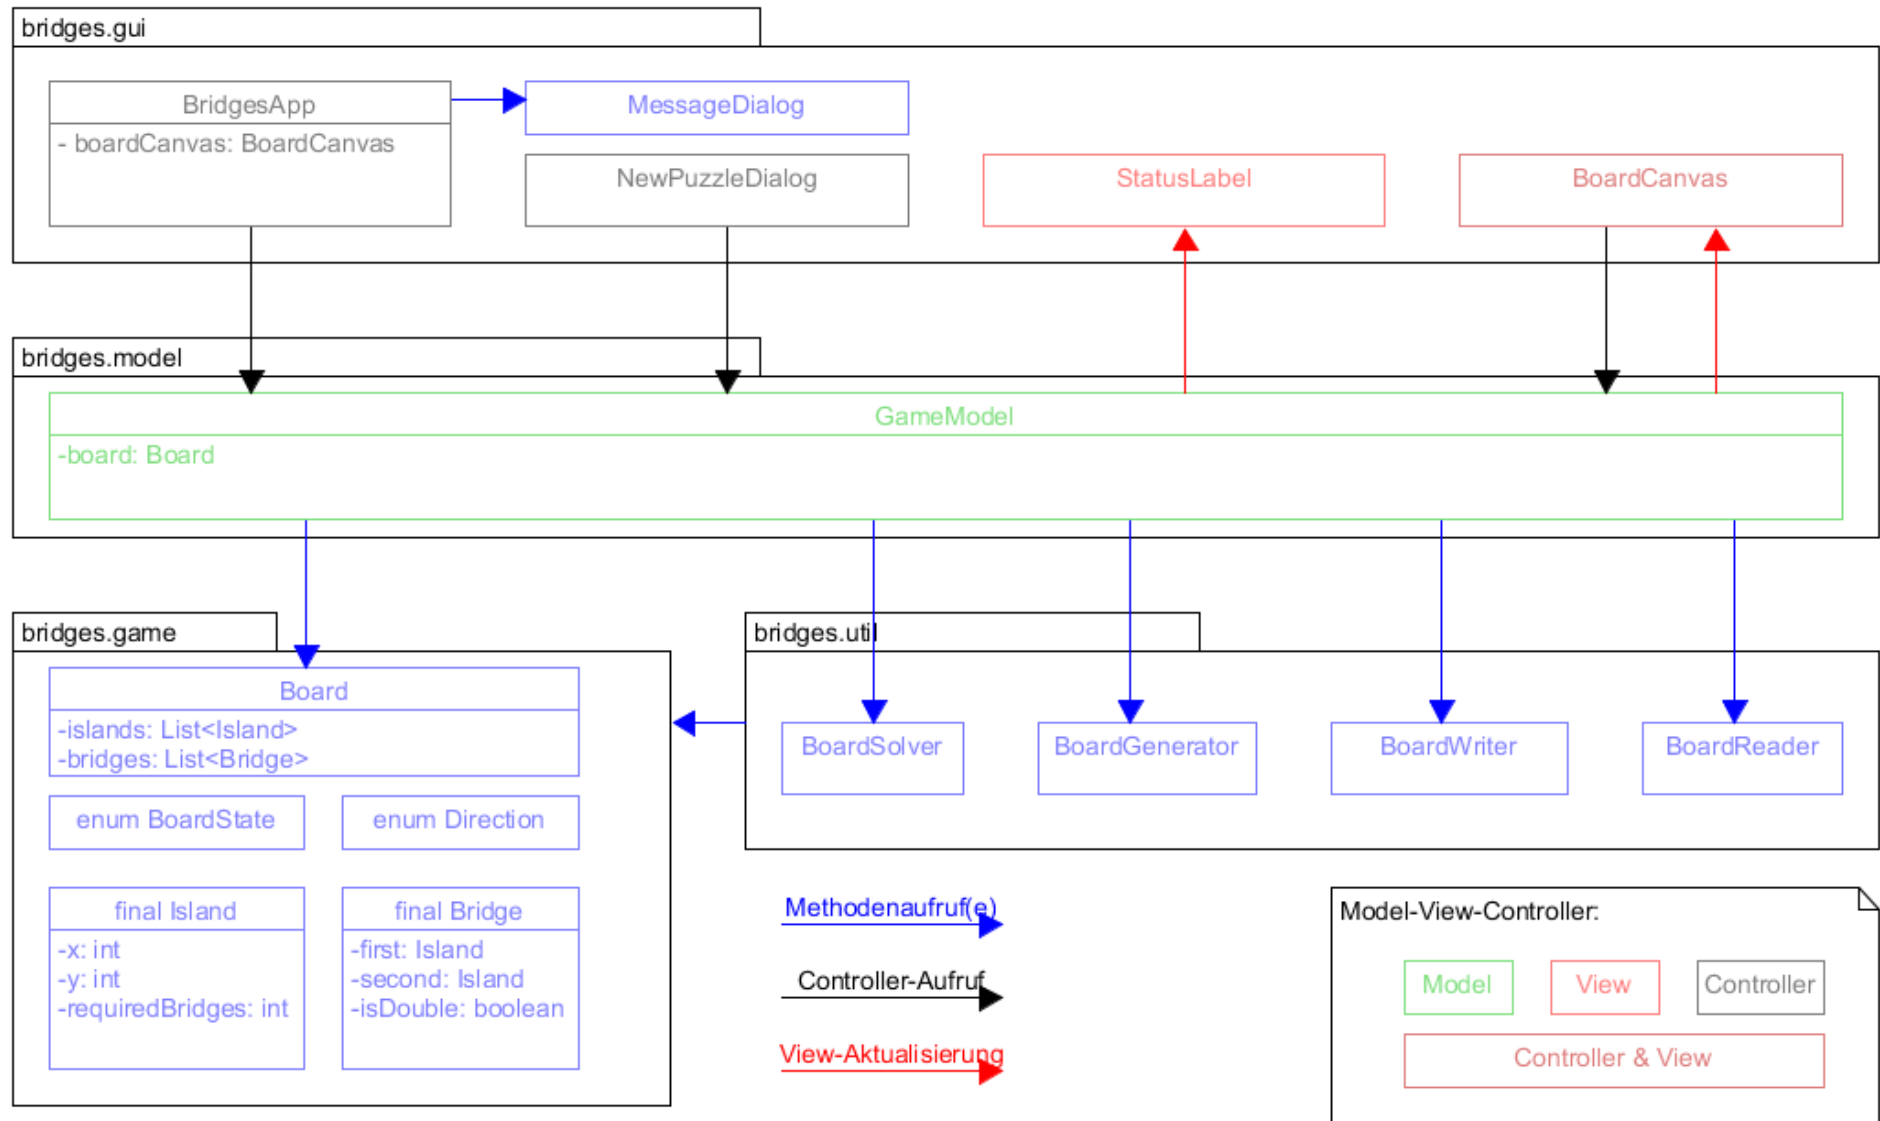 bridges.gui
BridgesApp
- boardCanvas: BoardCanvas
MessageDialog
NewPuzzleDialog
StatusLabel
BoardCanvas
bridges.model
GameModel
-board: Board
bridges.game
Board
-islands: List<Island>
-bridges: List<Bridge>
enum BoardState
enum Direction
final Island
-x: int
-y: int
-requiredBridges: int
final Bridge
-first: Island
-second: Island
-isDouble: boolean
bridges.util
BoardSolver
BoardGenerator
BoardWriter
BoardReader
Methodenaufruf(e)
Controller-Aufruf
View-Aktualisierung
Model-View-Controller:
Model
View
Controller
Controller & View